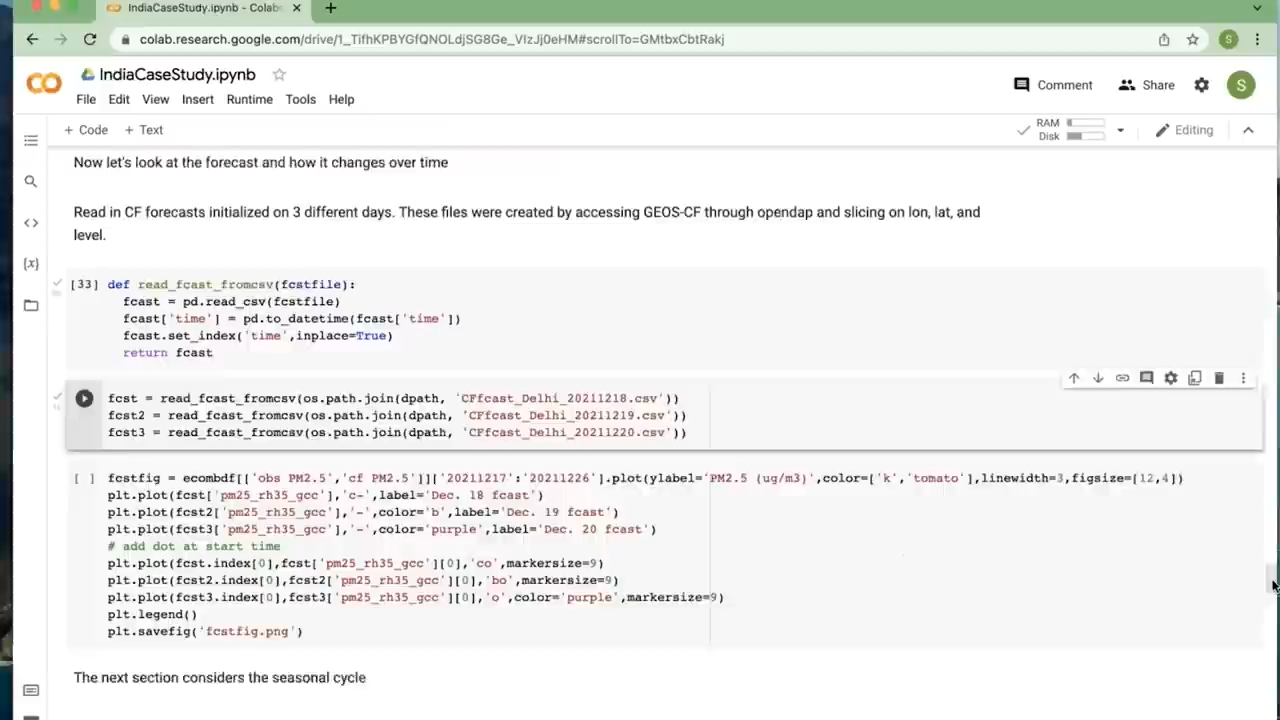 IndiaCaseStudy.ipynb - Colabo
colab.research.google.com/drive/1_TifhKPBYGfQNOLdjSG8Ge_VIzJj0eHM#scrollTo=GMtbxCbtRakj
S
IndiaCaseStudy.ipynb
File Edit View Insert Runtime Tools Help
Comment Share S
+ Code + Text
RAM
Disk
Editing
Now let's look at the forecast and how it changes over time
Read in CF forecasts initialized on 3 different days. These files were created by accessing GEOS-CF through opendap and slicing on lon, lat, and
level.
[33] def read_fcast_fromcsv(fcstfile):
fcast = pd.read_csv(fcstfile)
fcast['time'] = pd.to_datetime(fcast['time'])
fcast.set_index('time',inplace=True)
return fcast
fcst = read_fcast_fromcsv(os.path.join(dpath, 'CFfcast_Delhi_20211218.csv'))
fcst2 = read_fcast_fromcsv(os.path.join(dpath, 'CFfcast_Delhi_20211219.csv'))
fcst3 = read_fcast_fromcsv(os.path.join(dpath, 'CFfcast_Delhi_20211220.csv'))
[ ] fcstfig = ecombdf[['obs PM2.5','cf PM2.5']]['20211217':'20211226'].plot(ylabel='PM2.5 (ug/m3)',color=['k','tomato'],linewidth=3,figsize=[12,4])
plt.plot(fcst['pm25_rh35_gcc'],'c-',label='Dec. 18 fcast')
plt.plot(fcst2['pm25_rh35_gcc'],'-',color='b',label='Dec. 19 fcast')
plt.plot(fcst3['pm25_rh35_gcc'],'-',color='purple',label='Dec. 20 fcast')
# add dot at start time
plt.plot(fcst.index[0],fcst['pm25_rh35_gcc'][0],'co',markersize=9)
plt.plot(fcst2.index[0],fcst2['pm25_rh35_gcc'][0],'bo',markersize=9)
plt.plot(fcst3.index[0],fcst3['pm25_rh35_gcc'][0],'o',color='purple',markersize=9)
plt.legend()
plt.savefig('fcstfig.png')
The next section considers the seasonal cycle